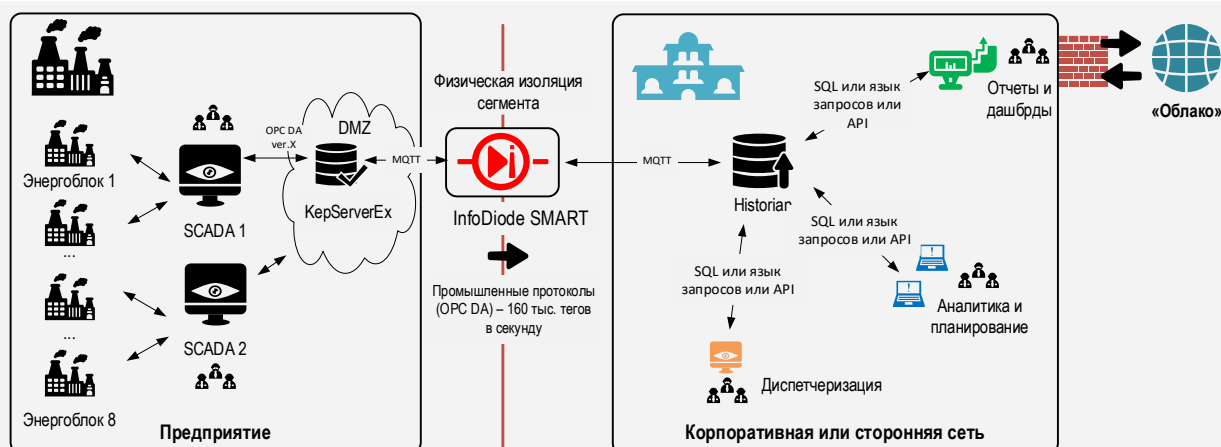 Энергоблок 1
...
...
Энергоблок 8
SCADA 1
SCADA 2
OPC DA
ver.X
DMZ
KepServerEx
MQTT
Предприятие
Физическая изоляция
сегмента
InfoDiode SMART
Промышленные протоколы
(OPC DA) – 160 тыс. тегов
в секунду
MQTT
Historian
SQL или язык
запросов или
API
Отчеты и
дашбрды
SQL или язык
запросов или API
Аналитика и
планирование
SQL или язык
запросов или API
Диспетчеризация
Корпоративная или сторонняя сеть
«Облако»